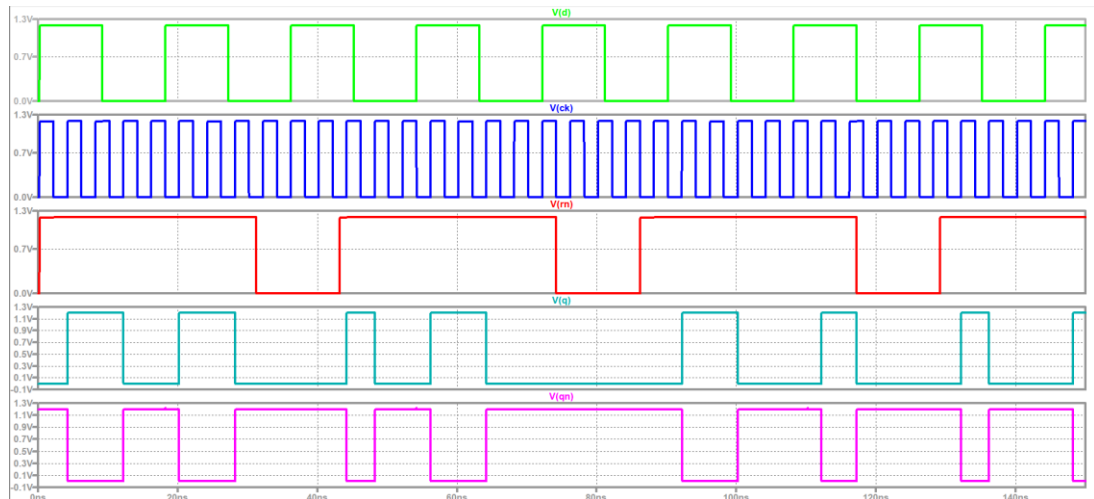 V(d)
1.3V
0.7V
0.0V
V(ck)
1.3V
0.7V
0.0V
V(rn)
1.3V
0.7V
0.0V
V(q)
1.3V
1.1V
0.9V
0.7V
0.5V
0.3V
0.1V
-0.1V
V(qn)
1.3V
1.1V
0.9V
0.7V
0.5V
0.3V
0.1V
-0.1V
0ns 20ns 40ns 60ns 80ns 100ns 120ns 140ns